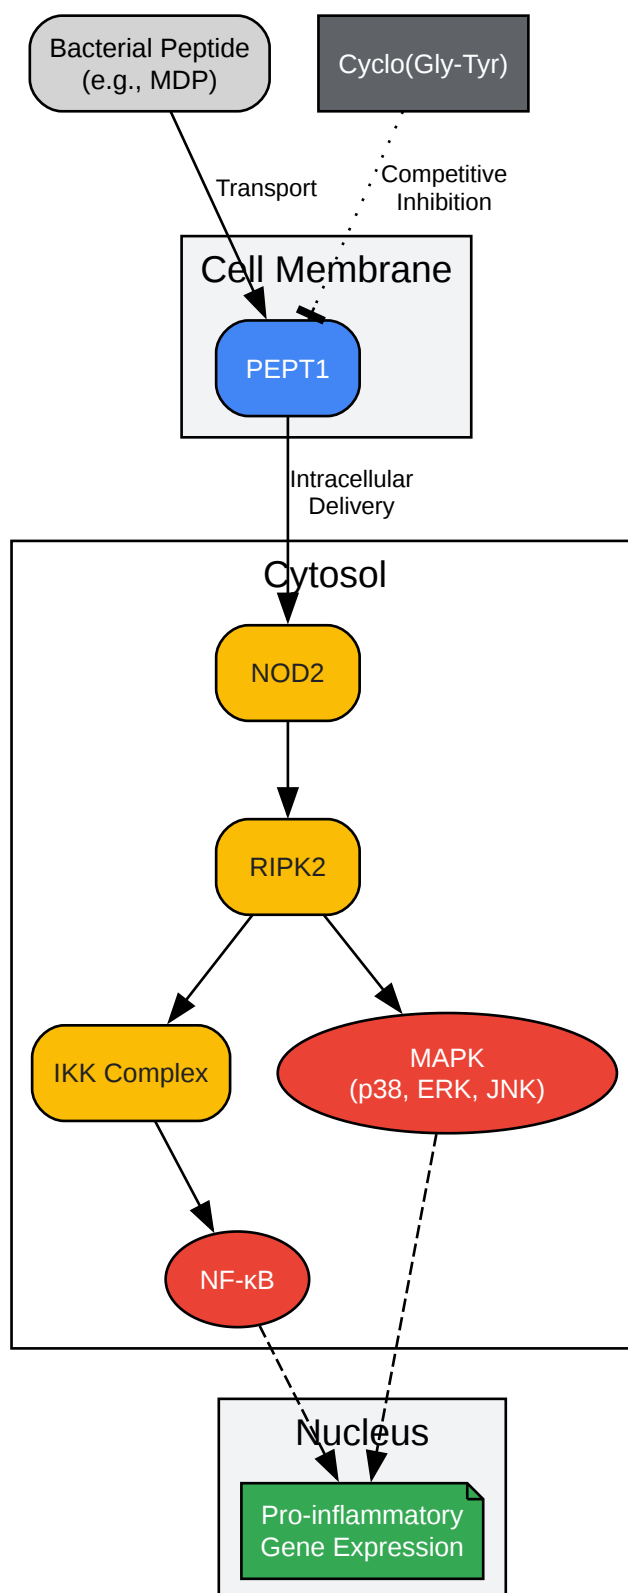 Bacterial Peptide
(e.g., MDP)
Cyclo(Gly-Tyr)
Transport
Competitive
Inhibition
Cell Membrane
PEPT1
Intracellular
Delivery
Cytosol
NOD2
RIPK2
IKK Complex
MAPK
(p38, ERK, JNK)
NF-κB
Nucleus
Pro-inflammatory
Gene Expression